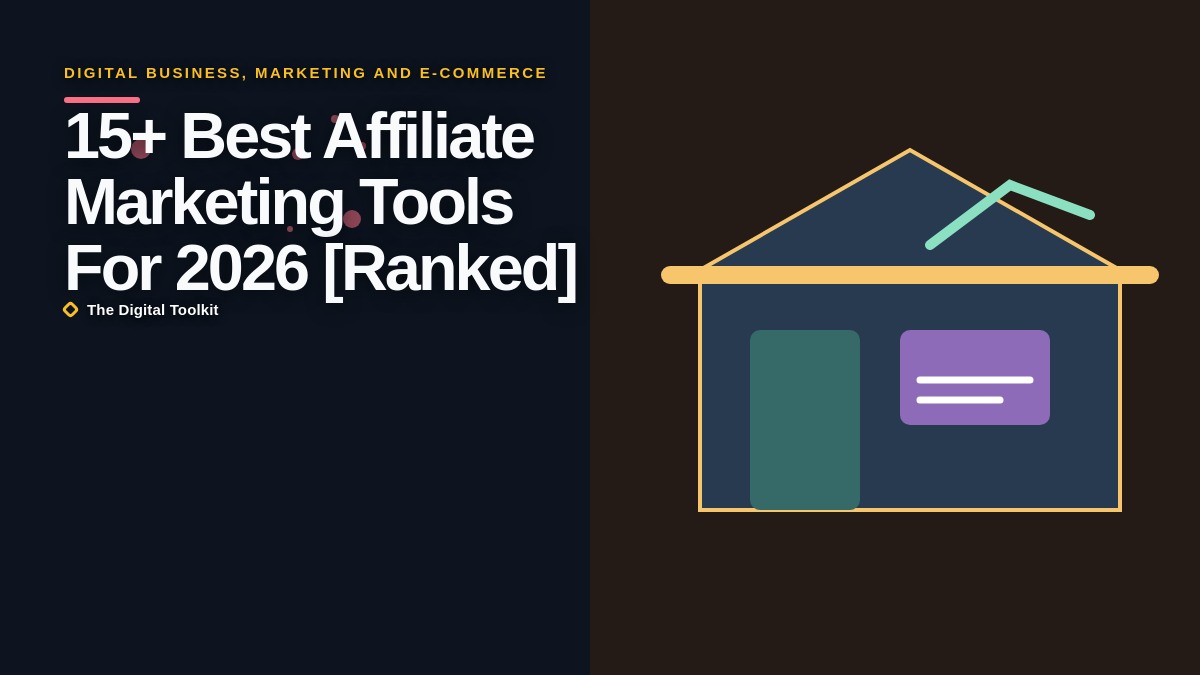 DIGITAL BUSINESS, MARKETING AND E-COMMERCE
15+ Best Affiliate
Marketing Tools
For 2026 [Ranked]
The Digital Toolkit